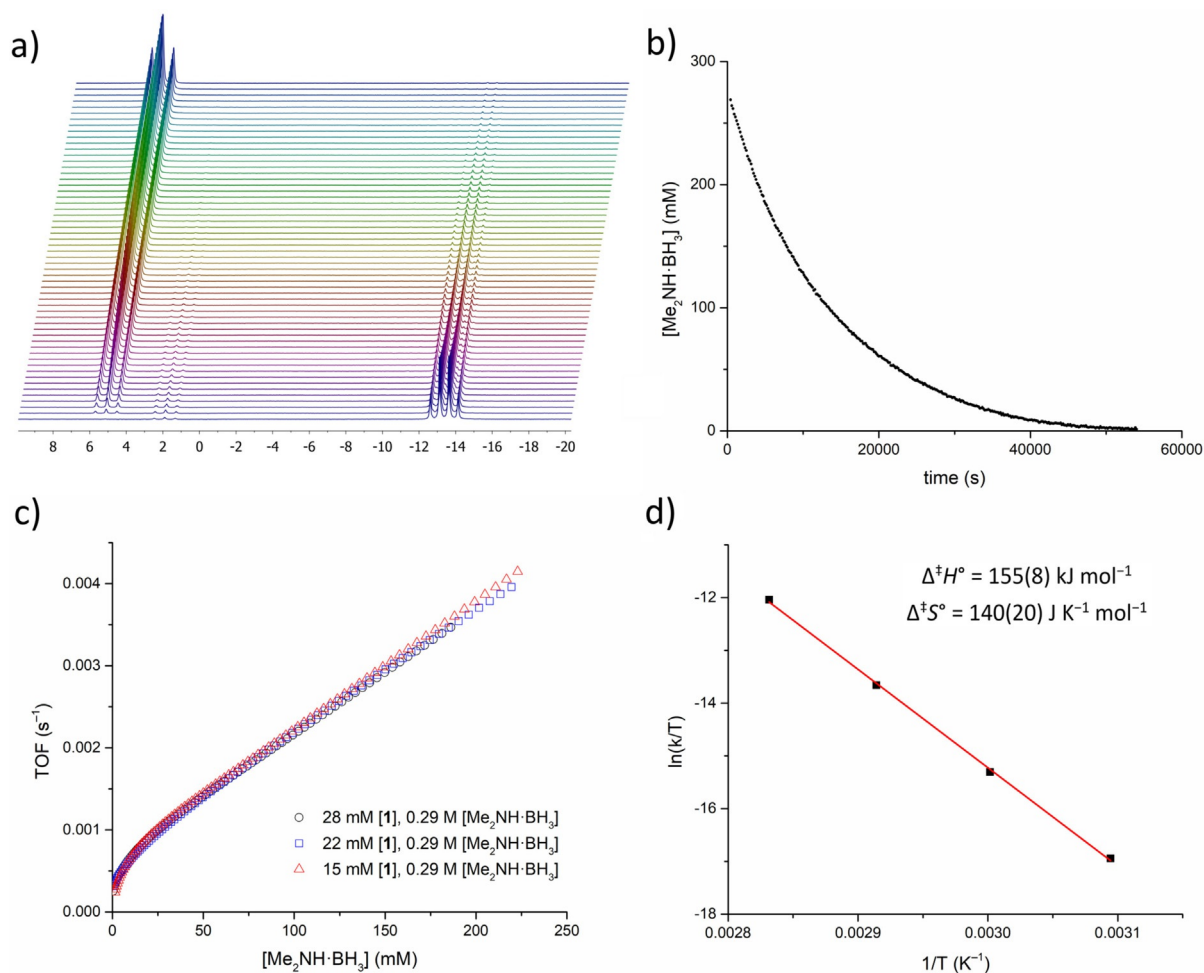 a)
8 6 4 2 0 -2 -4 -6 -8 -10 -12 -14 -16 -18 -20
b)
300
200
100
0
[Me₂NH·BH₃] (mM)
0 20000 40000 60000
time (s)
c)
0.004
0.003
0.002
0.001
0.000
TOF (s⁻¹)
28 mM [1], 0.29 M [Me₂NH·BH₃]
22 mM [1], 0.29 M [Me₂NH·BH₃]
15 mM [1], 0.29 M [Me₂NH·BH₃]
0 50 100 150 200 250
[Me₂NH·BH₃] (mM)
d)
Δ‡H° = 155(8) kJ mol⁻¹
Δ‡S° = 140(20) J K⁻¹ mol⁻¹
-12
-14
-16
-18
ln(k/T)
0.0028 0.0029 0.0030 0.0031
1/T (K⁻¹)